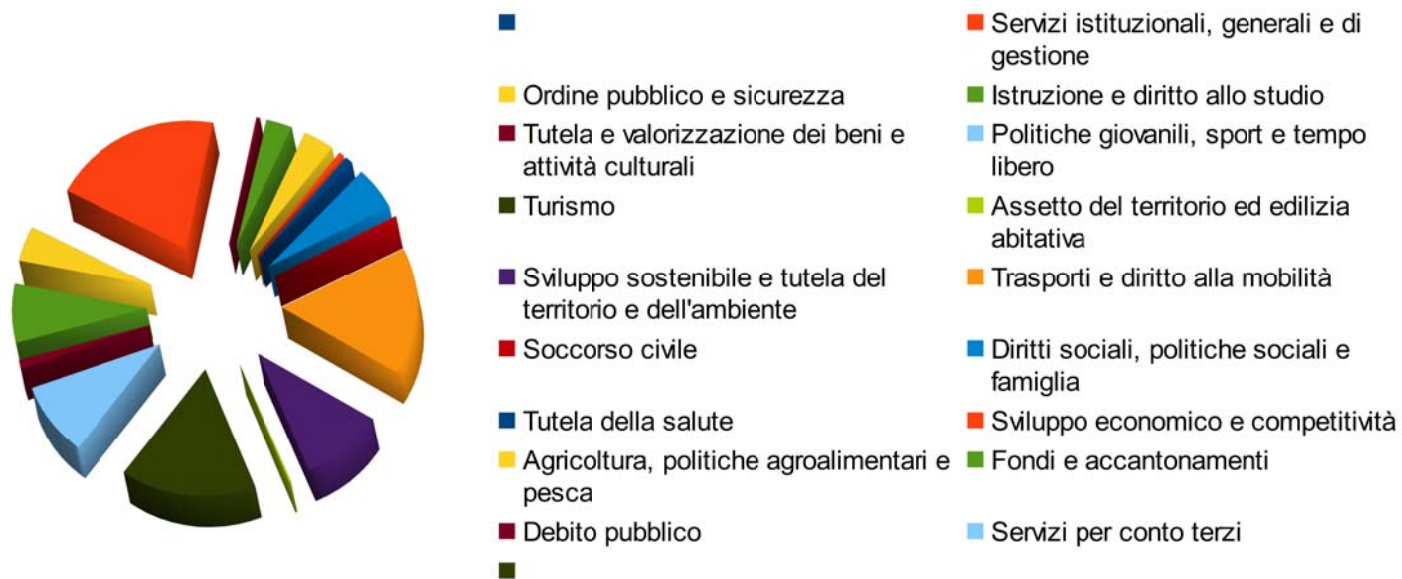 Servizi istituzionali, generali e di
gestione
Ordine pubblico e sicurezza
Istruzione e diritto allo studio
Tutela e valorizzazione dei beni e
attività culturali
Politiche giovanili, sport e tempo
libero
Turismo
Assetto del territorio ed edilizia
abitativa
Sviluppo sostenibile e tutela del
territorio e dell'ambiente
Trasporti e diritto alla mobilità
Soccorso civile
Diritti sociali, politiche sociali e
famiglia
Tutela della salute
Sviluppo economico e competitività
Agricoltura, politiche agroalimentari e
pesca
Fondi e accantonamenti
Debito pubblico
Servizi per conto terzi